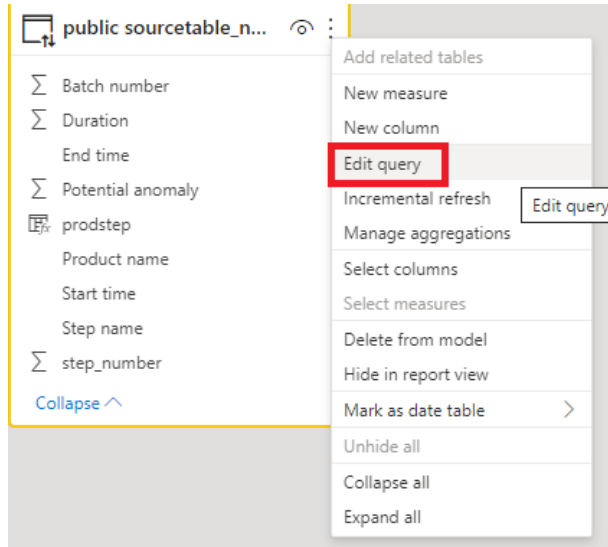 public sourcetable_n...
Batch number
Duration
End time
Potential anomaly
prodstep
Product name
Start time
Step name
step_number
Collapse
Add related tables
New measure
New column
Edit query
Incremental refresh
Edit query
Manage aggregations
Select columns
Select measures
Delete from model
Hide in report view
Mark as date table
Unhide all
Collapse all
Expand all